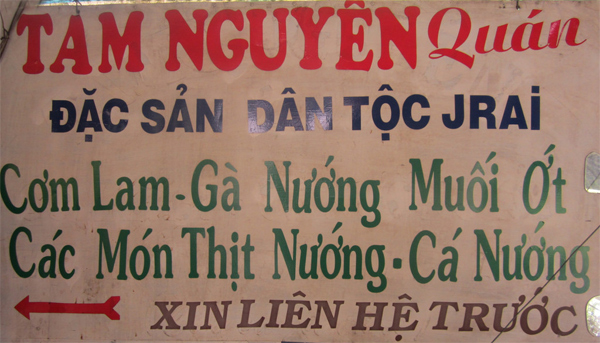 TAM NGUYÊN Quán
ĐẶC SẢN DÂN TỘC JRAI
Cơm Lam - Gà Nướng Muối Ớt
Các Món Thịt Nướng - Cá Nướng
XIN LIÊN HỆ TRƯỚC